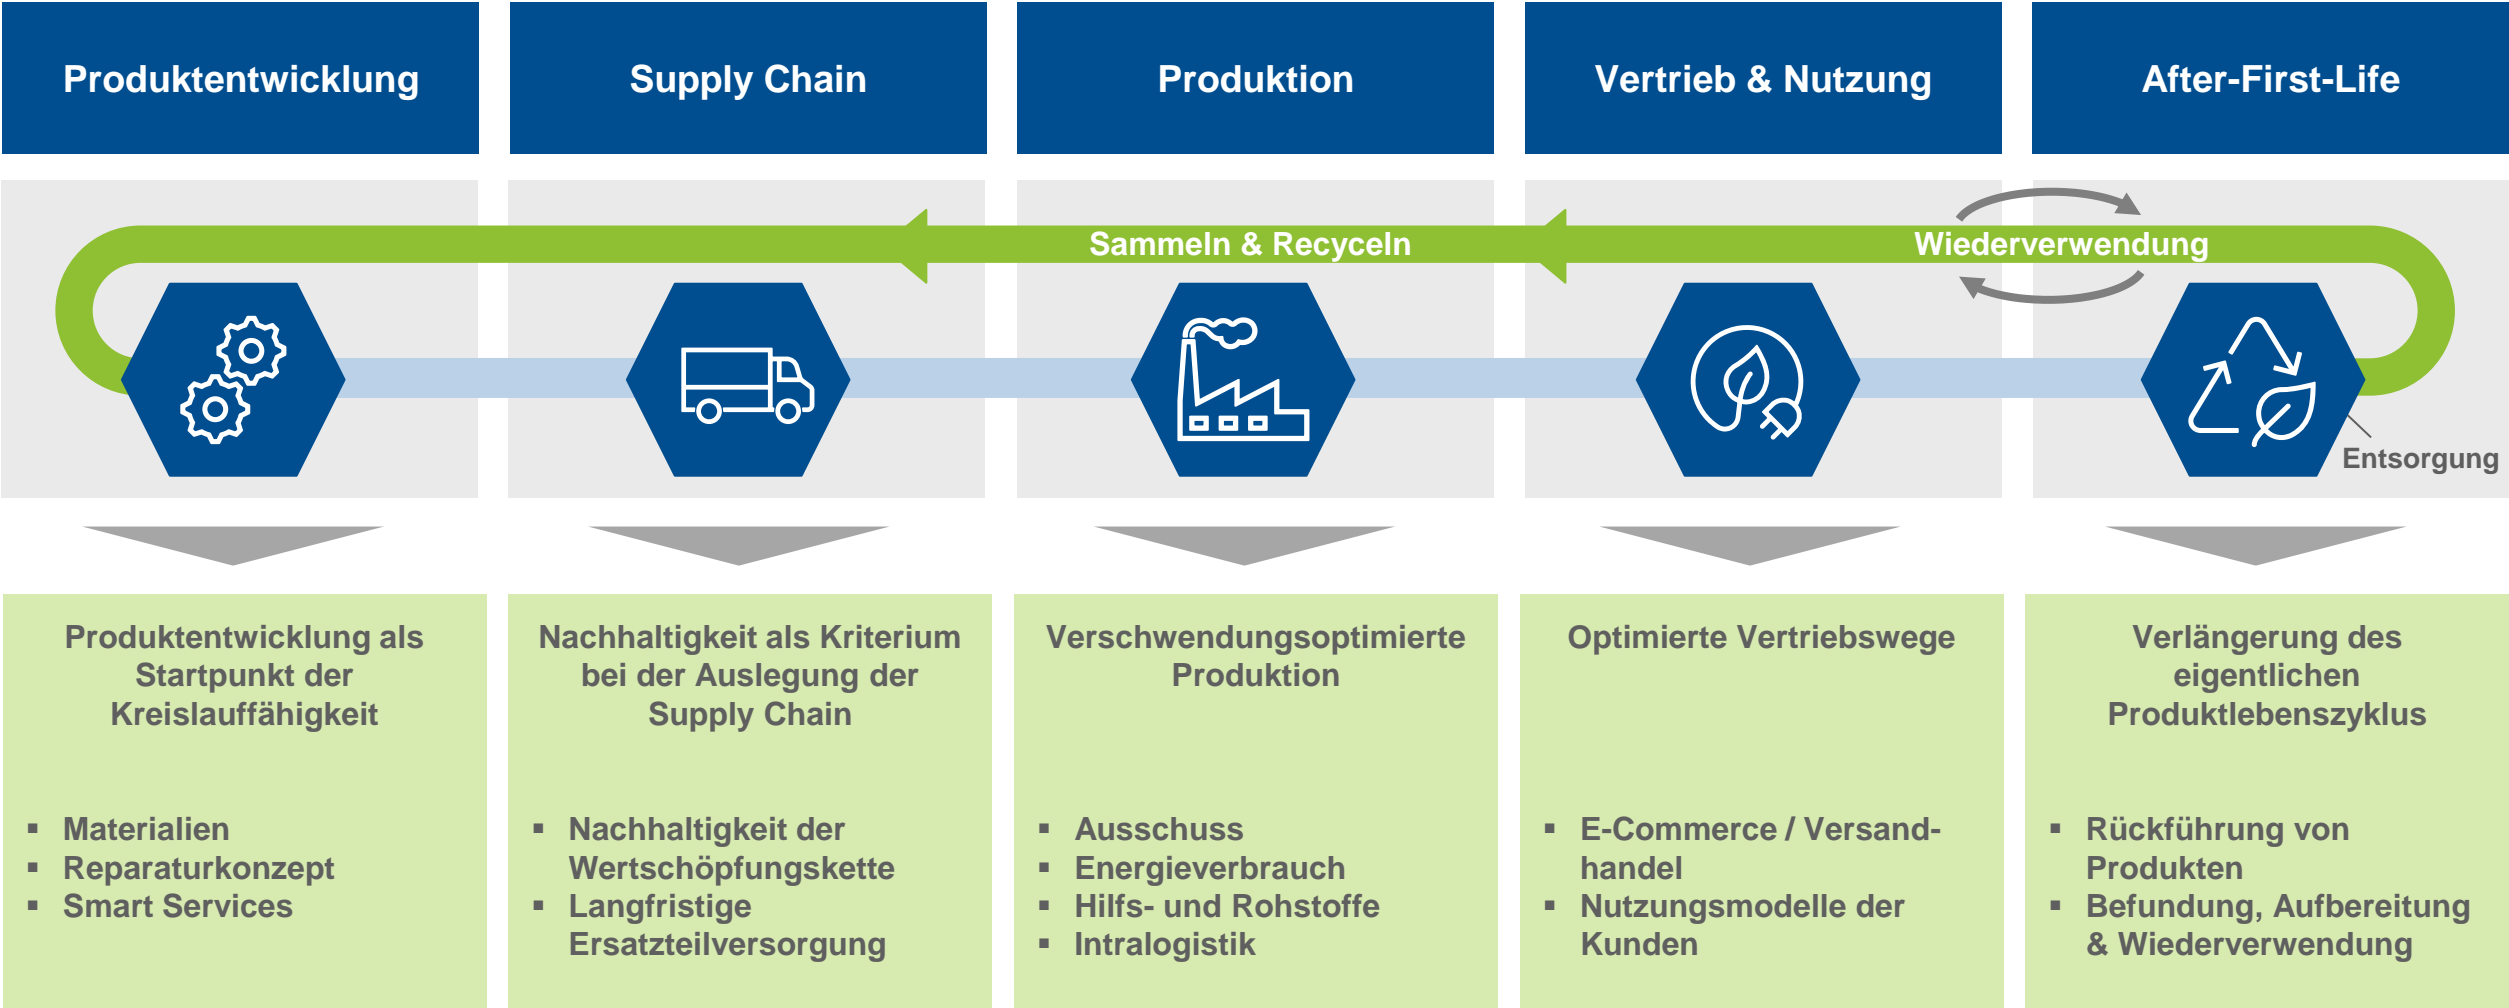 Produktentwicklung
Supply Chain
Produktion
Vertrieb & Nutzung
After-First-Life
Sammeln & Recyceln
Wiederverwendung
Entsorgung
Produktentwicklung als
Startpunkt der
Kreislauffähigkeit
▪ Materialien
▪ Reparaturkonzept
▪ Smart Services
Nachhaltigkeit als Kriterium
bei der Auslegung der
Supply Chain
▪ Nachhaltigkeit der
Wertschöpfungskette
▪ Langfristige
Ersatzteilversorgung
Verschwendungsoptimierte
Produktion
▪ Ausschuss
▪ Energieverbrauch
▪ Hilfs- und Rohstoffe
▪ Intralogistik
Optimierte Vertriebswege
▪ E-Commerce / Versand-
handel
▪ Nutzungsmodelle der
Kunden
Verlängerung des
eigentlichen
Produktlebenszyklus
▪ Rückführung von
Produkten
▪ Befundung, Aufbereitung
& Wiederverwendung